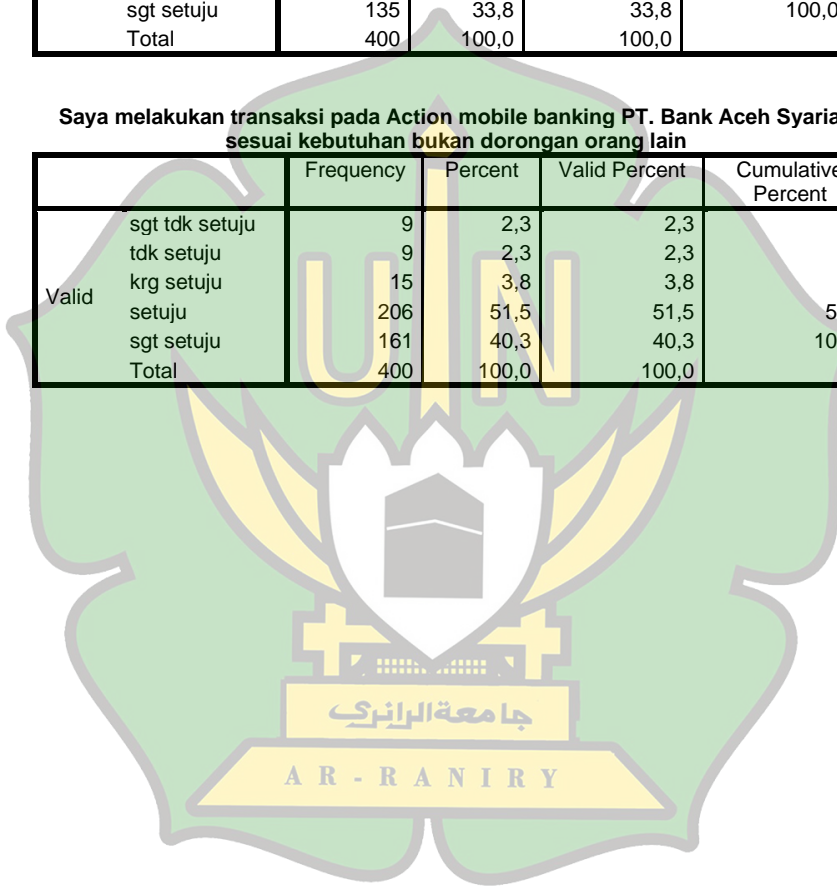 sgt setuju 135 33,8 33,8 100,0
Total 400 100,0 100,0
Saya melakukan transaksi pada Action mobile banking PT. Bank Aceh Syaria
sesuai kebutuhan bukan dorongan orang lain
Frequency Percent Valid Percent Cumulative
Percent
sgt tdk setuju 9 2,3 2,3
tdk setuju 9 2,3 2,3
krg setuju 15 3,8 3,8
Valid
setuju 206 51,5 51,5 5
sgt setuju 161 40,3 40,3 10
Total 400 100,0 100,0
UIN
جامعة الرانري
AR-RANIRY